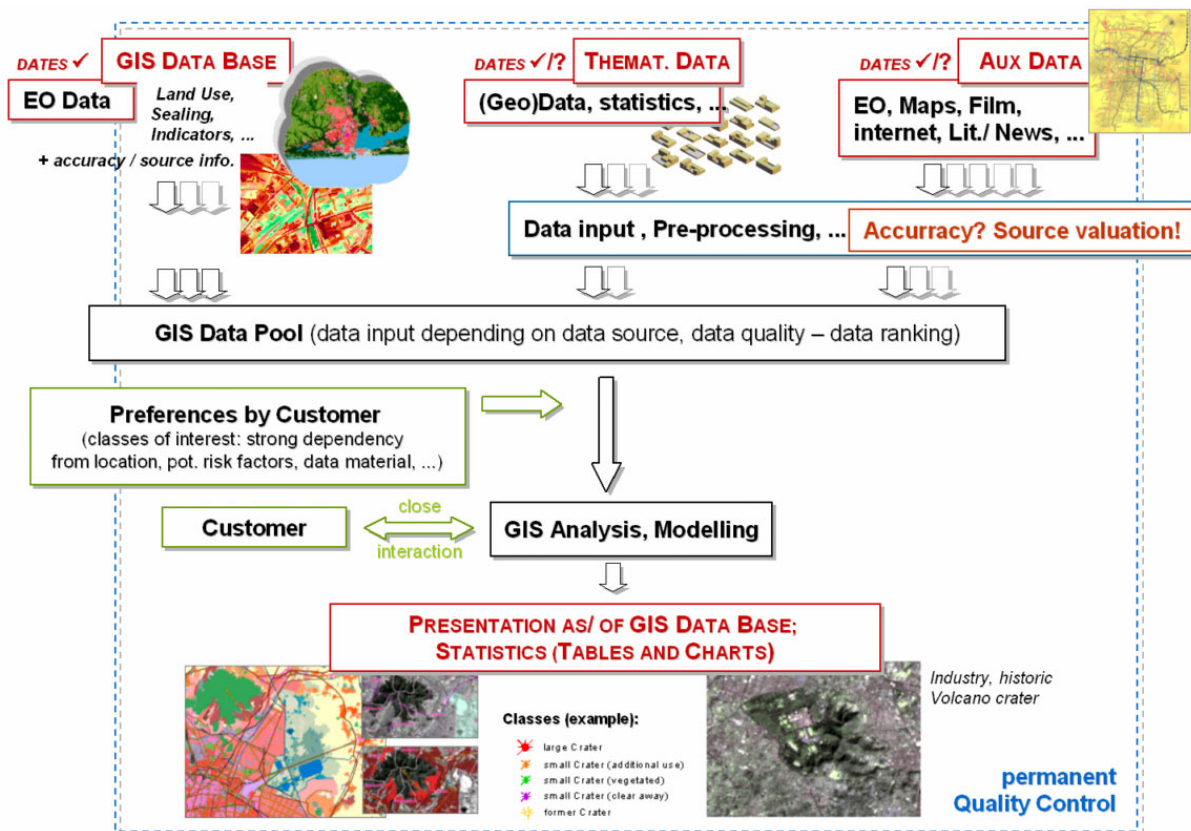 DATES ✓
GIS DATA BASE
EO Data
Land Use,
Sealing,
Indicators, ...
+ accuracy / source info.
DATES ✓/?
THEMAT. DATA
(Geo)Data, statistics, ...
DATES ✓/?
AUX DATA
EO, Maps, Film,
internet, Lit./ News, ...
Data input , Pre-processing, ...
Accurracy? Source valuation!
GIS Data Pool (data input depending on data source, data quality – data ranking)
Preferences by Customer
(classes of interest: strong dependency
from location, pot. risk factors, data material, ...)
Customer
close
interaction
GIS Analysis, Modelling
PRESENTATION AS/ OF GIS DATA BASE;
STATISTICS (TABLES AND CHARTS)
Industry, historic
Volcano crater
Classes (example):
large Crater
small Crater (additional use)
small Crater (vegetated)
small Crater (clear away)
former Crater
permanent
Quality Control